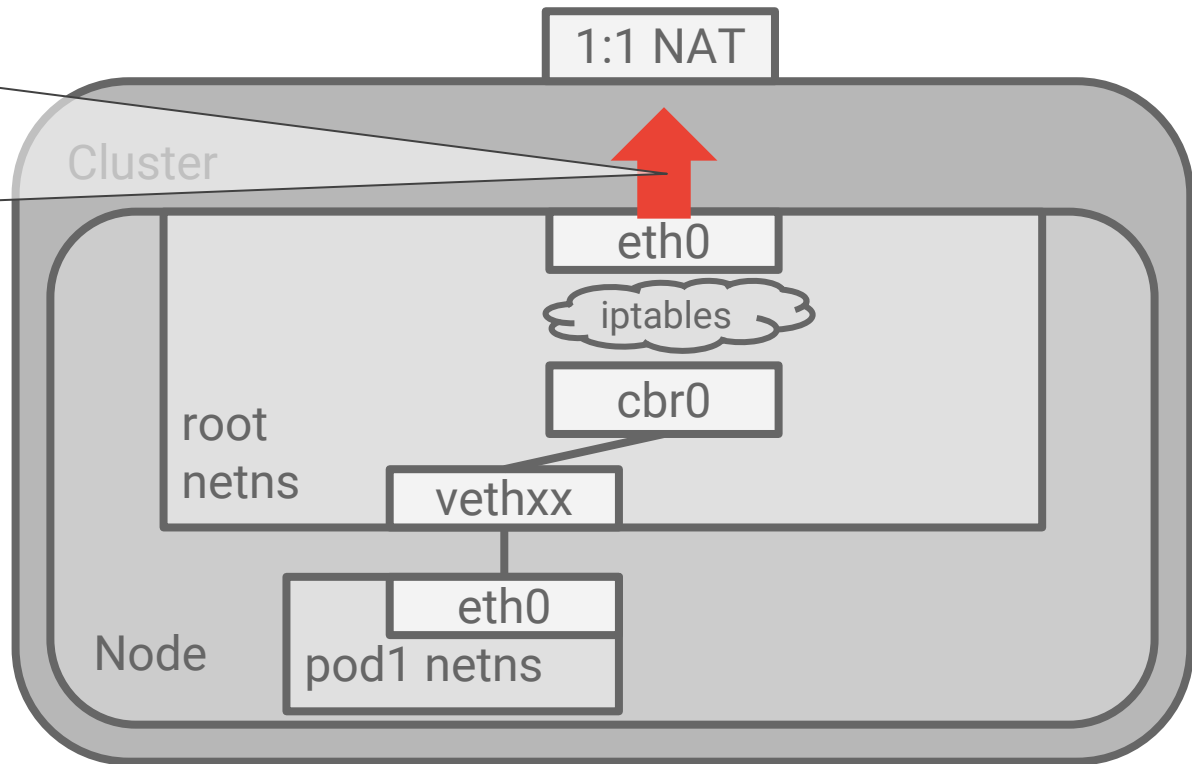 1:1 NAT
Cluster
eth0
iptables
cbr0
root
netns
vethxx
eth0
Node
pod1 netns